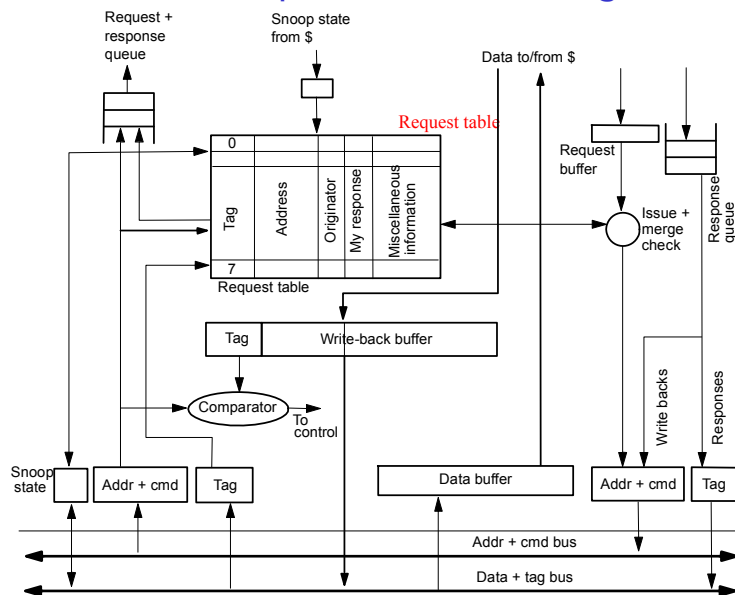 Request +
response
queue
Snoop state
from $
Data to/from $
Request table
0
Tag
Address
Originator
My response
Miscellaneous
information
7
Request table
Request
buffer
Issue +
merge
check
Response
queue
Tag
Write-back buffer
Comparator
To
control
Write backs
Responses
Snoop
state
Addr + cmd
Tag
Data buffer
Addr + cmd
Tag
Addr + cmd bus
Data + tag bus